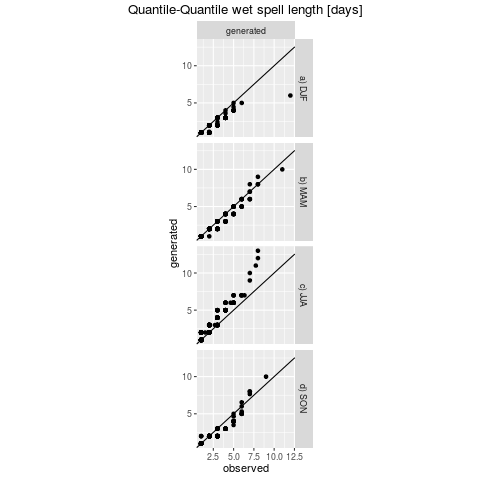 Quantile-Quantile wet spell length [days]
generated
10
5
a) DJF
10
5
b) MAM
generated
10
5
c) JJA
10
5
d) SON
2.5 5.0 7.5 10.0 12.5
observed